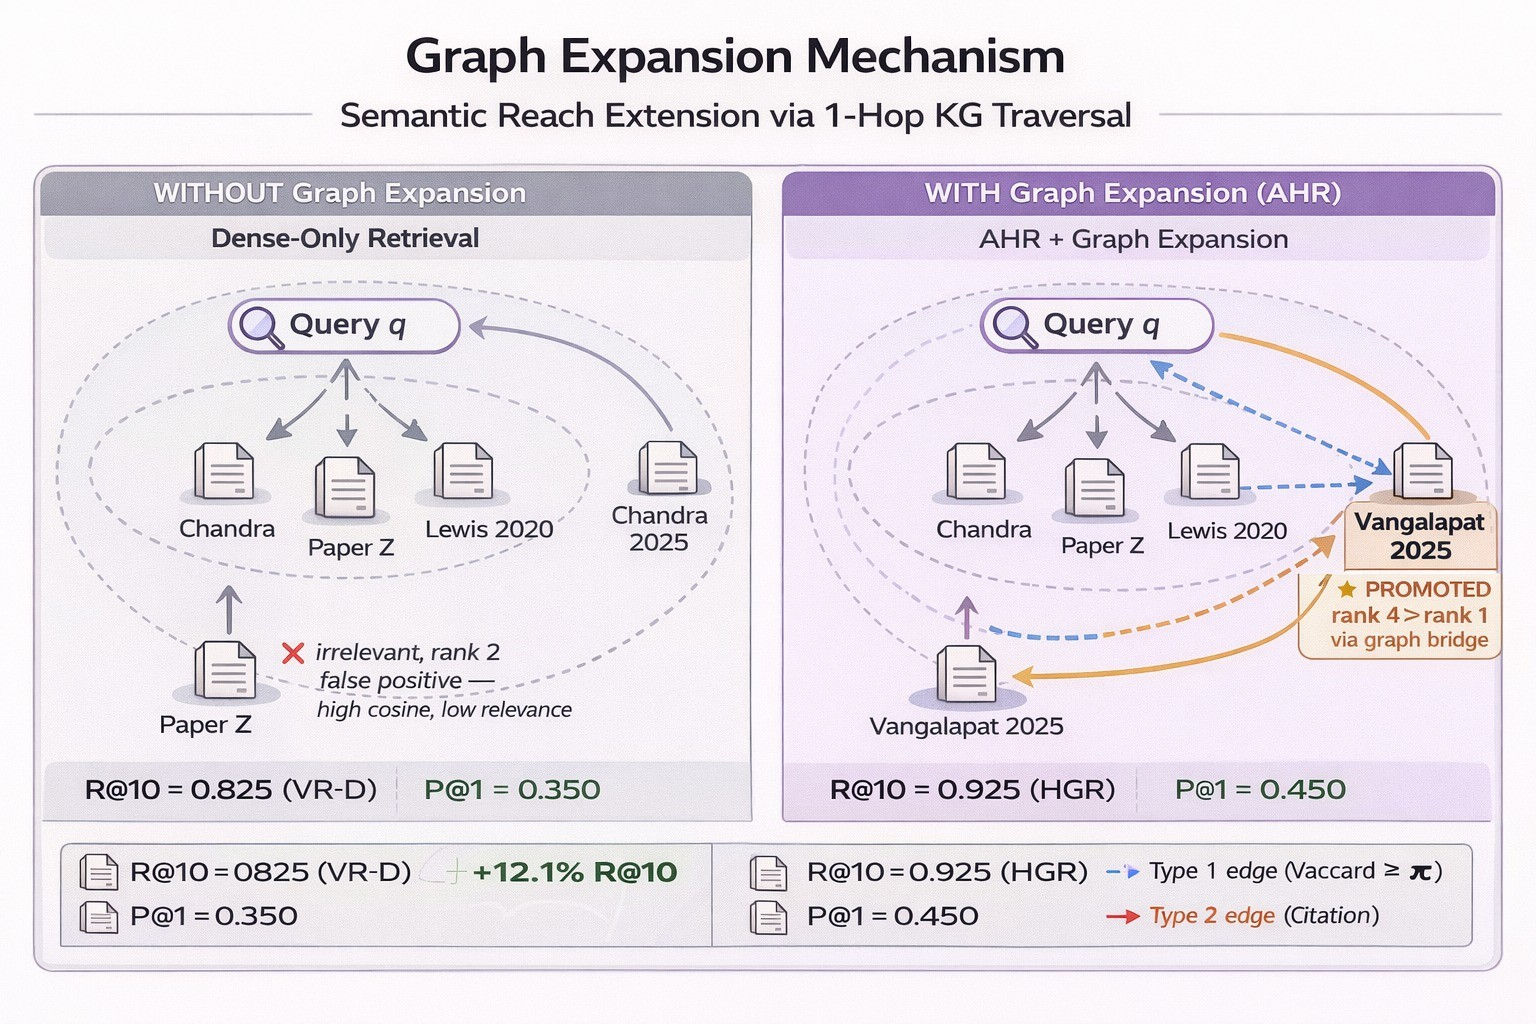 Graph Expansion Mechanism
Semantic Reach Extension via 1-Hop KG Traversal
WITHOUT Graph Expansion
Dense-Only Retrieval
Query q
Chandra
Paper Z
Lewis 2020
Chandra
2025
Paper Z
irrelevant, rank 2
false positive —
high cosine, low relevance
R@10 = 0.825 (VR-D)
P@1 = 0.350
WITH Graph Expansion (AHR)
AHR + Graph Expansion
Query q
Chandra
Paper Z
Lewis 2020
Vangalapat
2025
★ PROMOTED
rank 4 > rank 1
via graph bridge
Vangalapat 2025
R@10 = 0.925 (HGR)
P@1 = 0.450
R@10 = 0825 (VR-D)
+12.1% R@10
P@1 = 0.350
R@10 = 0.925 (HGR)
P@1 = 0.450
Type 1 edge (Vaccard ≥ π)
Type 2 edge (Citation)